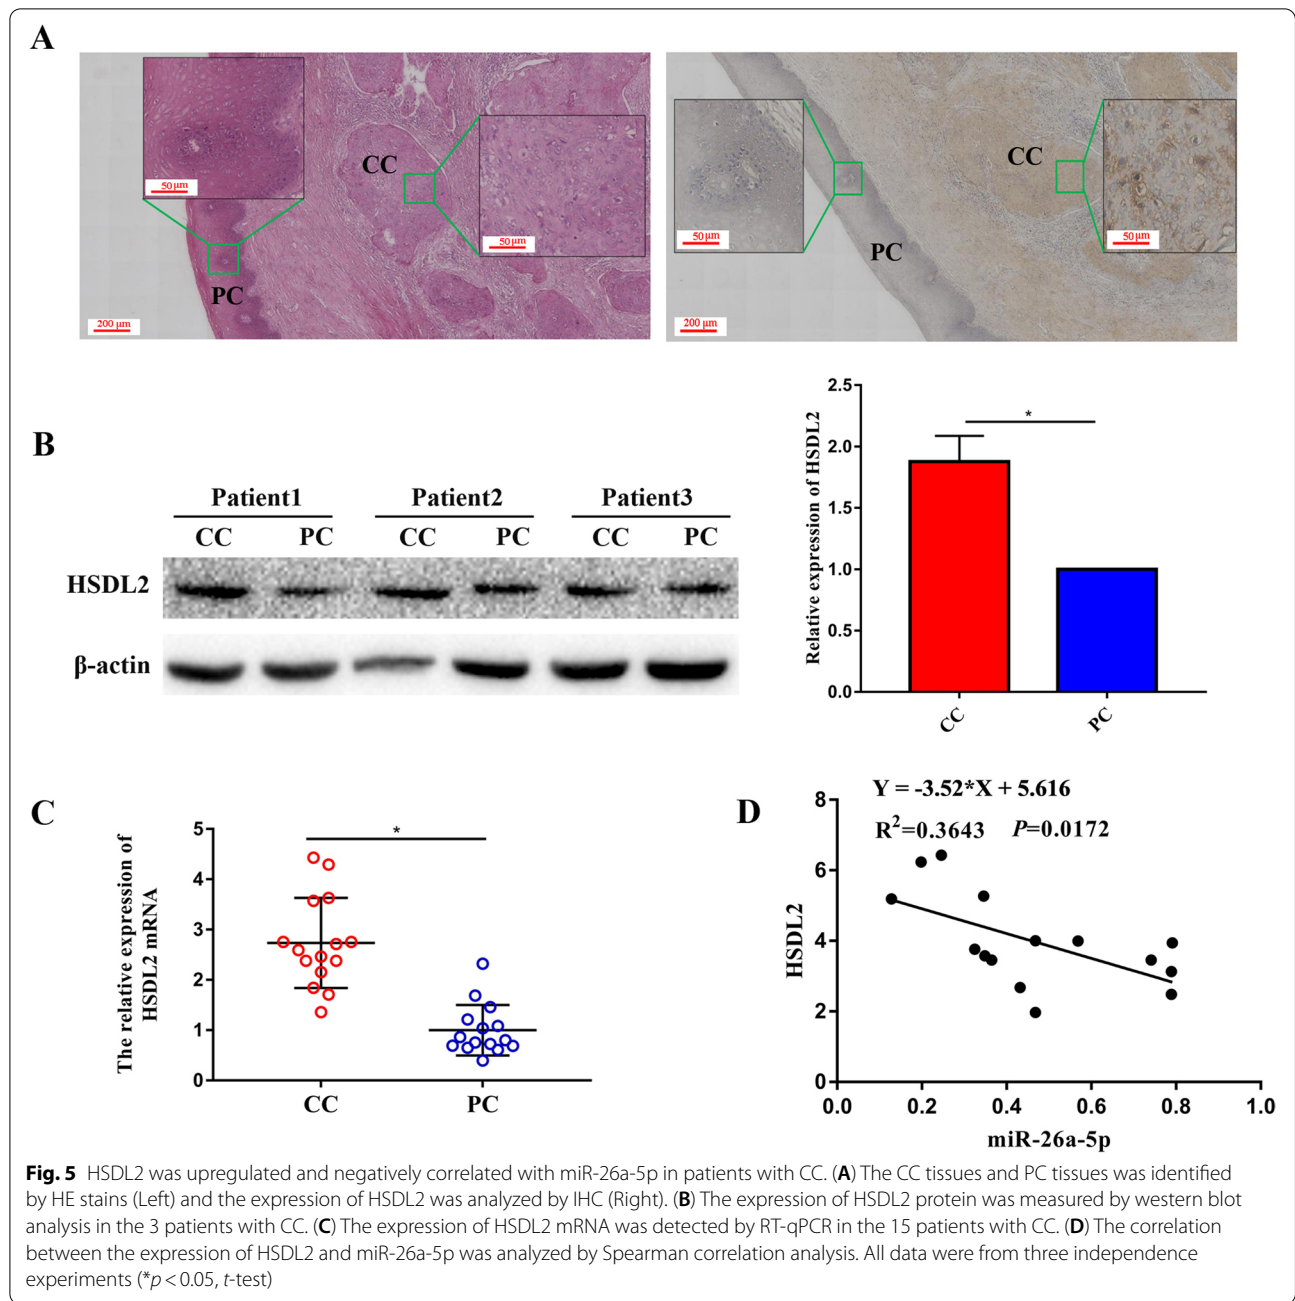 A
CC
50 μm
50 μm
PC
200 μm
CC
50 μm
50 μm
PC
200 μm
B
Patient1 Patient2 Patient3
CC PC CC PC CC PC
HSDL2
β-actin
Relative expression of HSDL2
2.5
2.0
1.5
1.0
0.5
0.0
*
CC
PC
C
The relative expression of
HSDL2 mRNA
5
4
3
2
1
0
*
CC PC
D
Y = -3.52*X + 5.616
R²=0.3643 P=0.0172
HSDL2
8
6
4
2
0
0.0 0.2 0.4 0.6 0.8 1.0
miR-26a-5p
Fig. 5 HSDL2 was upregulated and negatively correlated with miR-26a-5p in patients with CC. (A) The CC tissues and PC tissues was identified
by HE stains (Left) and the expression of HSDL2 was analyzed by IHC (Right). (B) The expression of HSDL2 protein was measured by western blot
analysis in the 3 patients with CC. (C) The expression of HSDL2 mRNA was detected by RT-qPCR in the 15 patients with CC. (D) The correlation
between the expression of HSDL2 and miR-26a-5p was analyzed by Spearman correlation analysis. All data were from three independence
experiments (*p < 0.05, t-test)